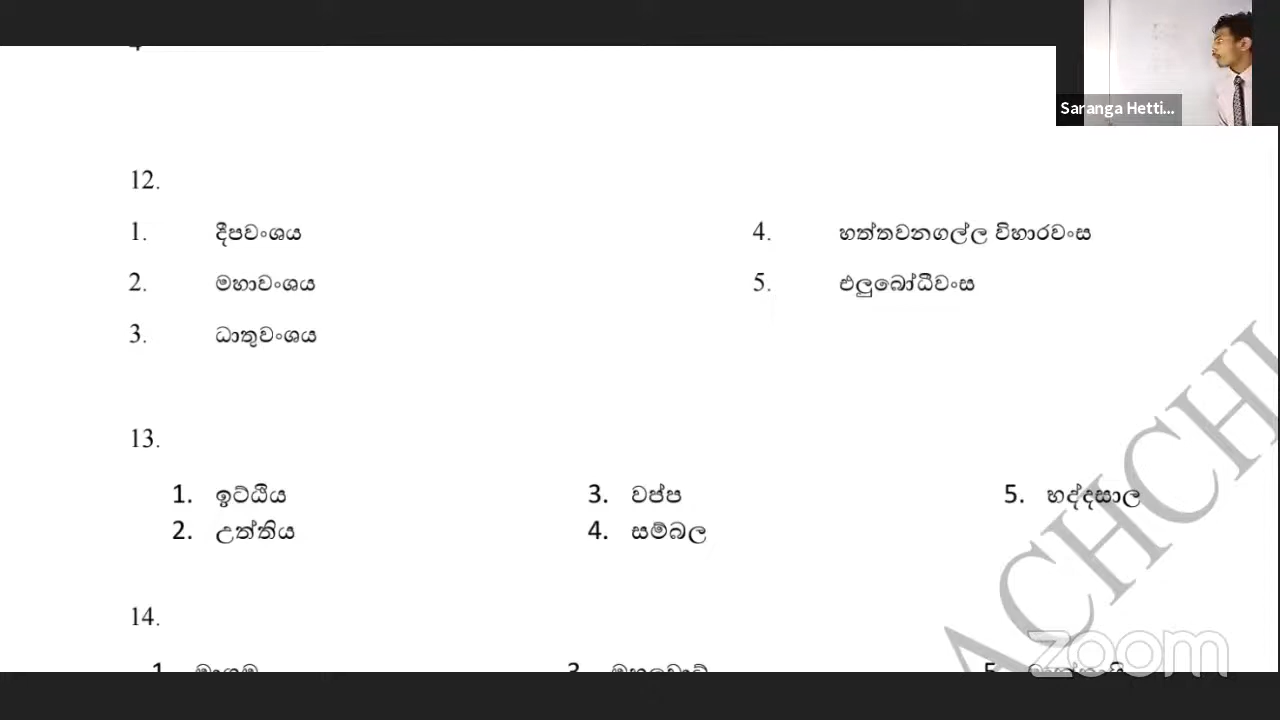 Saranga Hetti...
12.
1. දීපවංශය
4. හත්තවනගල්ල විහාරවංස
2. මහාවංශය
5. එලුබෝධීවංස
3. ධාතුවංශය
13.
1. ඉට්ඨිය
3. වප්ප
5. භද්දසාල
2. උත්තිය
4. සම්බල
14.
ACHCHI
zoom